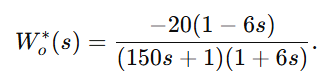 W_o^*(s) = \frac{-20(1 - 6s)}{(150s + 1)(1 + 6s)}.